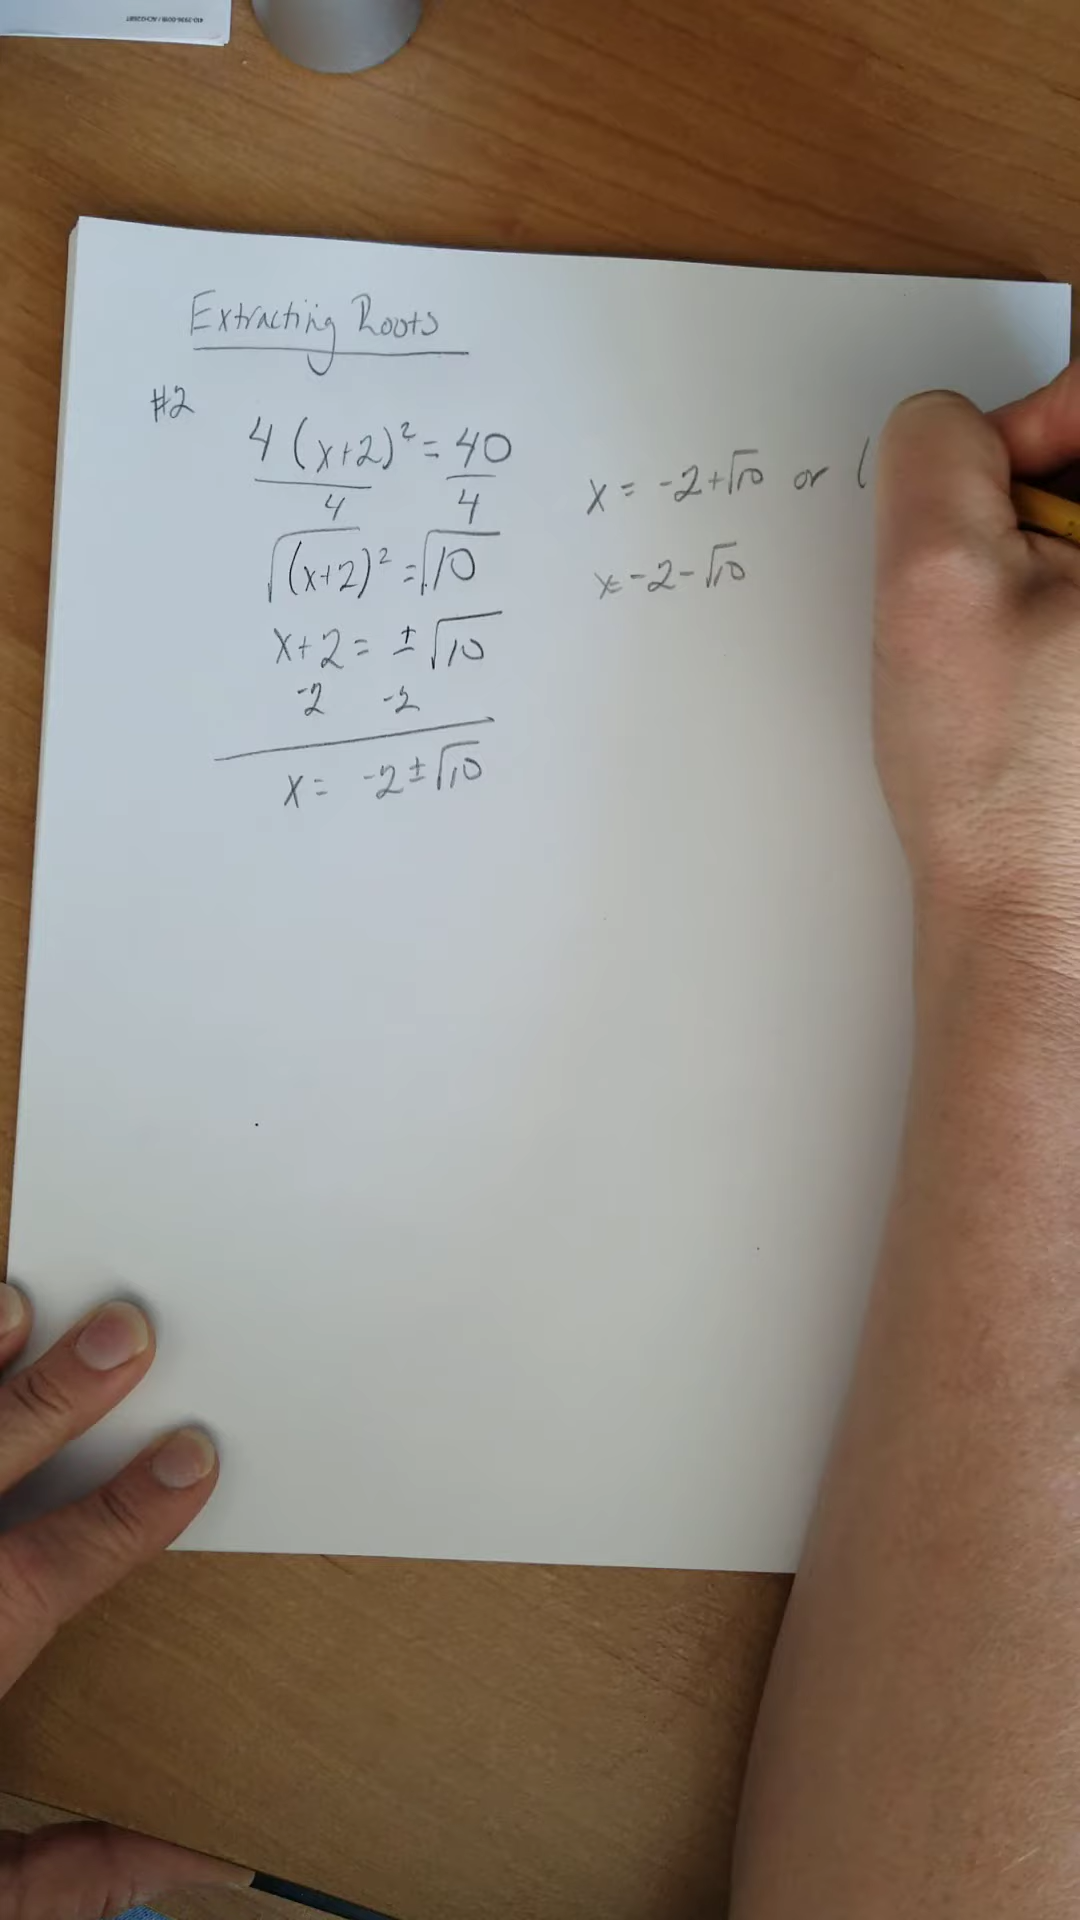 Extracting Roots
#2
4(x+2)² = 40
4 4
√(x+2)² = √10
x+2 = ±√10
-2 -2
x = -2±√10
x = -2+√10 or (
x = -2-√10